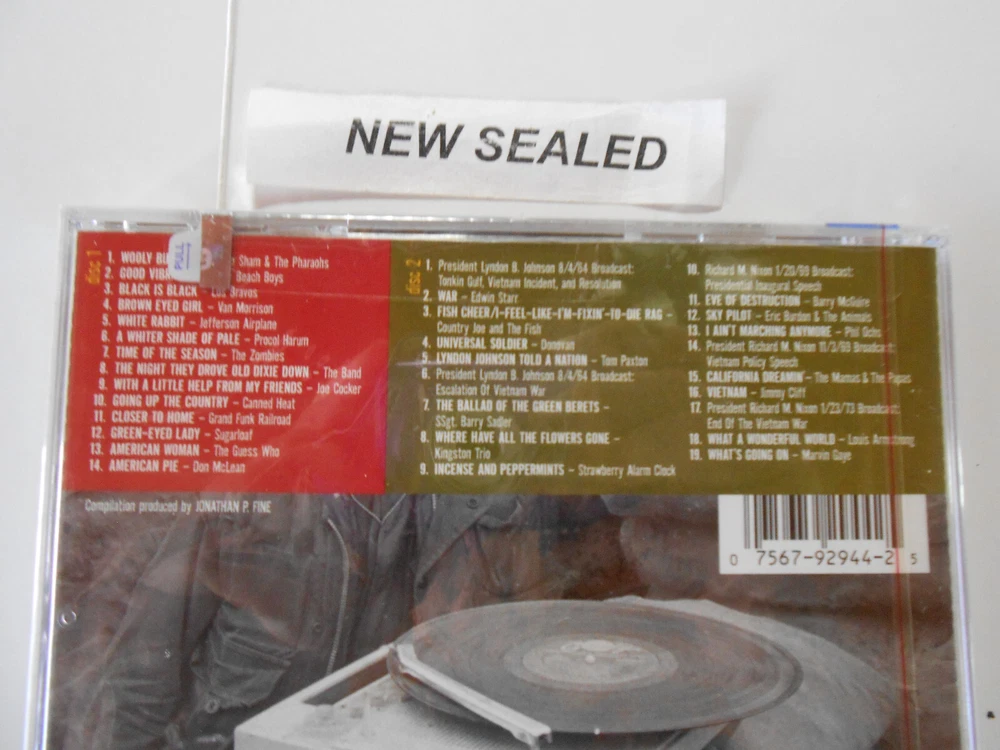 NEW SEALED
PULL
disc 1
1. WOOLY Sham & The Pharaohs
2. GOOD Beach Boys
3. BLACK IS BLACK - Los Bravos
4. BROWN EYED GIRL - Van Morrison
5. WHITE RABBIT - Jefferson Airplane
6. A WHITER SHADE OF PALE - Procol Harum
7. TIME OF THE SEASON - The Zombies
8. THE NIGHT THEY DROVE OLD DIXIE DOWN - The Band
9. WITH A LITTLE HELP FROM MY FRIENDS - Joe Cocker
10. GOING UP THE COUNTRY - Canned Heat
11. CLOSER TO HOME - Grand Funk Railroad
12. GREEN-EYED LADY - Sugarloaf
13. AMERICAN WOMAN - The Guess Who
14. AMERICAN PIE - Don McLean
disc 2
1. President Lyndon B. Johnson 8/4/64 Broadcast:
Tonkin Gulf, Vietnam Incident, and Resolution
2. WAR - Edwin Starr
3. FISH CHEER/I-FEEL-LIKE-I'M-FIXIN'-TO-DIE RAG -
Country Joe and The Fish
4. UNIVERSAL SOLDIER - Donovan
5. LYNDON JOHNSON TOLD A NATION - Tom Paxton
6. President Lyndon B. Johnson 8/4/64 Broadcast:
Escalation Of Vietnam War
7. THE BALLAD OF THE GREEN BERETS -
SSgt. Barry Sadler
8. WHERE HAVE ALL THE FLOWERS GONE -
Kingston Trio
9. INCENSE AND PEPPERMINTS - Strawberry Alarm Clock
10. Richard M. Nixon 1/20/69 Broadcast:
Presidential Inaugural Speech
11. EVE OF DESTRUCTION - Barry McGuire
12. SKY PILOT - Eric Burdon & The Animals
13. I AIN'T MARCHING ANYMORE - Phil Ochs
14. President Richard M. Nixon 11/3/69 Broadcast:
Vietnam Policy Speech
15. CALIFORNIA DREAMIN' - The Mamas & The Papas
16. VIETNAM - Jimmy Cliff
17. President Richard M. Nixon 1/23/73 Broadcast:
End Of The Vietnam War
18. WHAT A WONDERFUL WORLD - Louis Armstrong
19. WHAT'S GOING ON - Marvin Gaye
Compilation produced by JONATHAN P. FINE
0 7567-92944-2 5